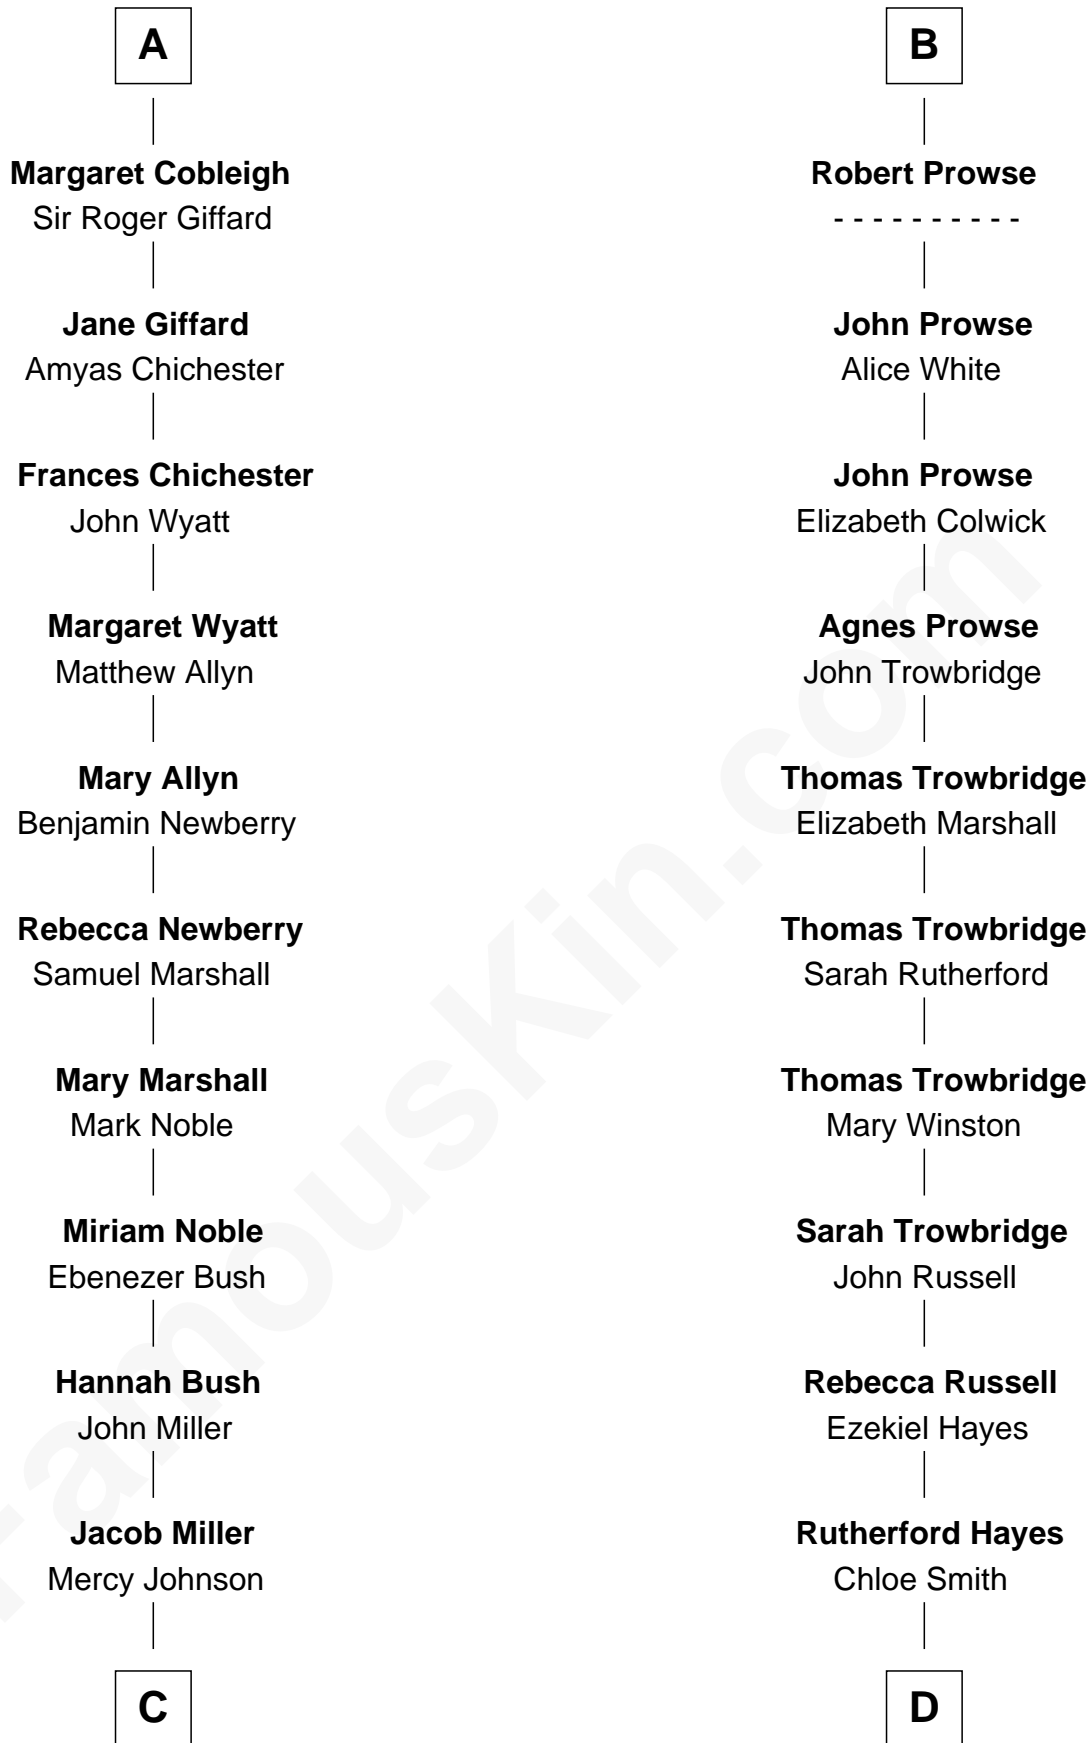 A
Margaret Cobleigh
Sir Roger Giffard
Jane Giffard
Amyas Chichester
Frances Chichester
John Wyatt
Margaret Wyatt
Matthew Allyn
Mary Allyn
Benjamin Newberry
Rebecca Newberry
Samuel Marshall
Mary Marshall
Mark Noble
Miriam Noble
Ebenezer Bush
Hannah Bush
John Miller
Jacob Miller
Mercy Johnson
C
B
Robert Prowse
- - - - - - - - - -
John Prowse
Alice White
John Prowse
Elizabeth Colwick
Agnes Prowse
John Trowbridge
Thomas Trowbridge
Elizabeth Marshall
Thomas Trowbridge
Sarah Rutherford
Thomas Trowbridge
Mary Winston
Sarah Trowbridge
John Russell
Rebecca Russell
Ezekiel Hayes
Rutherford Hayes
Chloe Smith
D
FamousKin.com